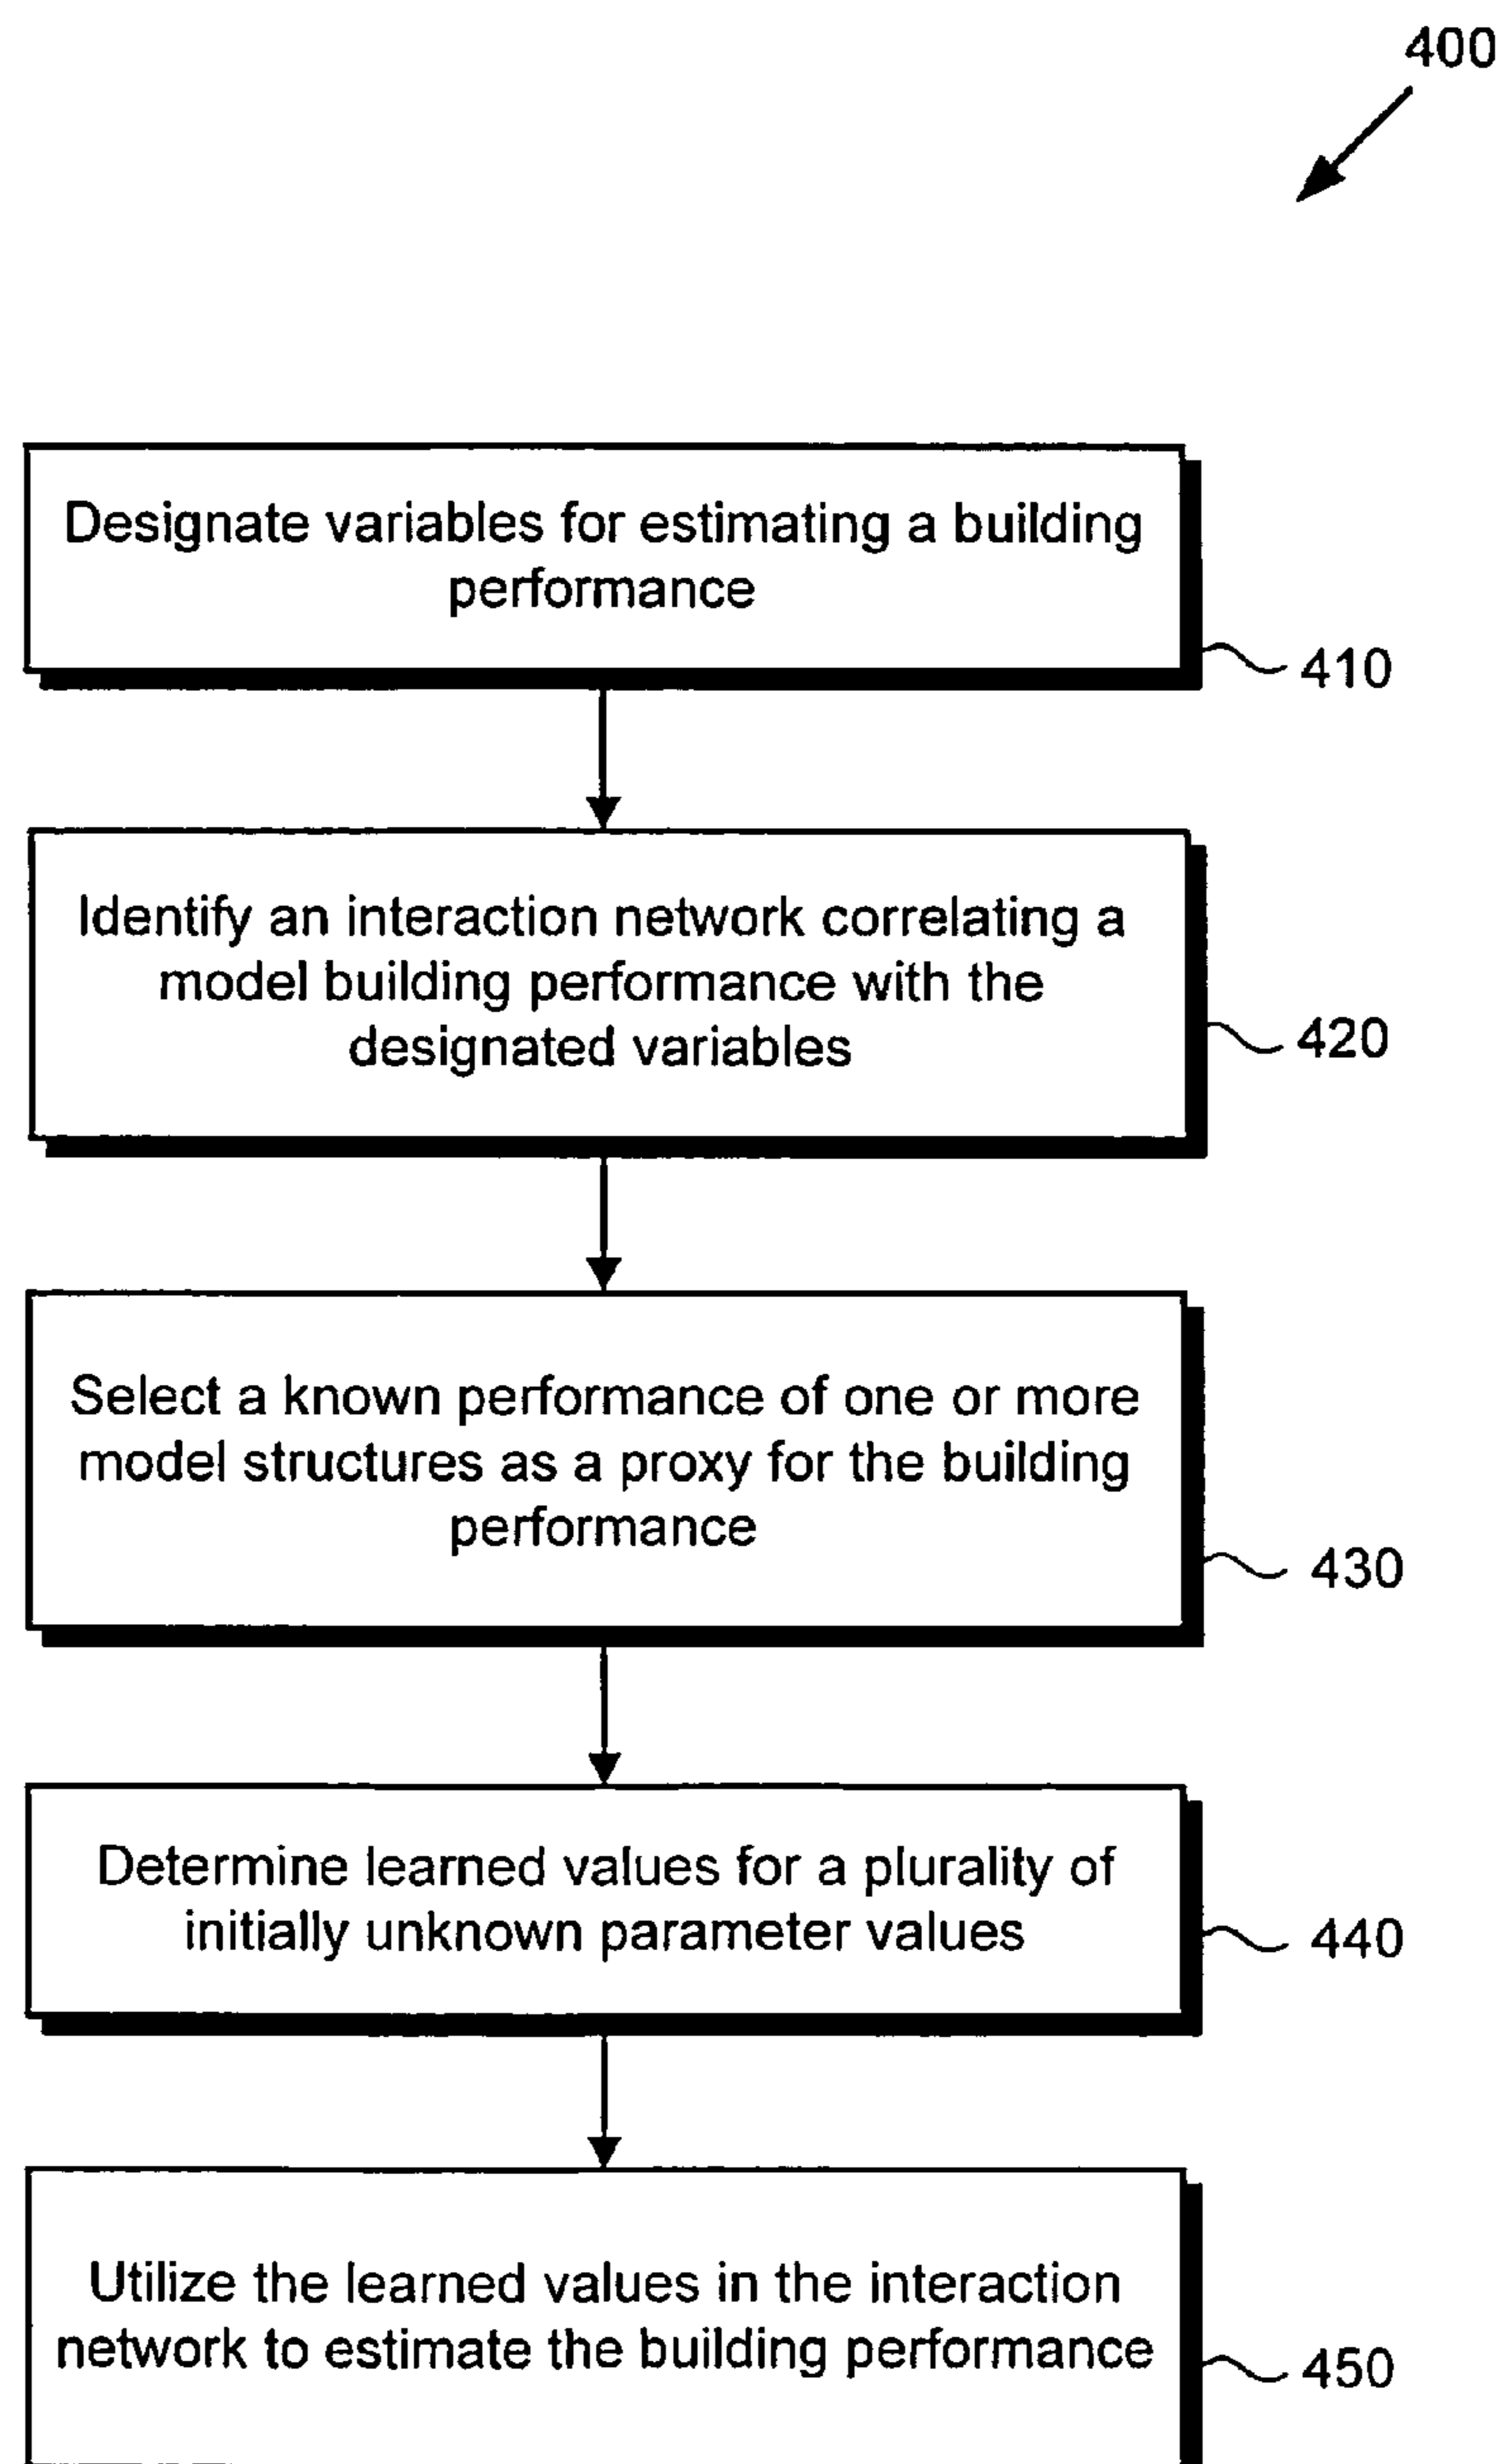 400
Designate variables for estimating a building
performance
410
Identify an interaction network correlating a
model building performance with the
designated variables
420
Select a known performance of one or more
model structures as a proxy for the building
performance
430
Determine learned values for a plurality of
initially unknown parameter values
440
Utilize the learned values in the interaction
network to estimate the building performance
450